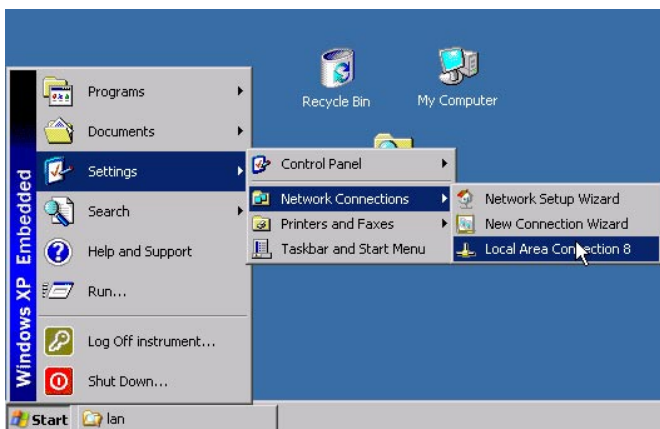 Recycle Bin
My Computer
Windows XP Embedded
Programs
Documents
Settings
Search
Help and Support
Run...
Log Off instrument...
Shut Down...
Control Panel
Network Connections
Printers and Faxes
Taskbar and Start Menu
Network Setup Wizard
New Connection Wizard
Local Area Connection 8
Start
lan